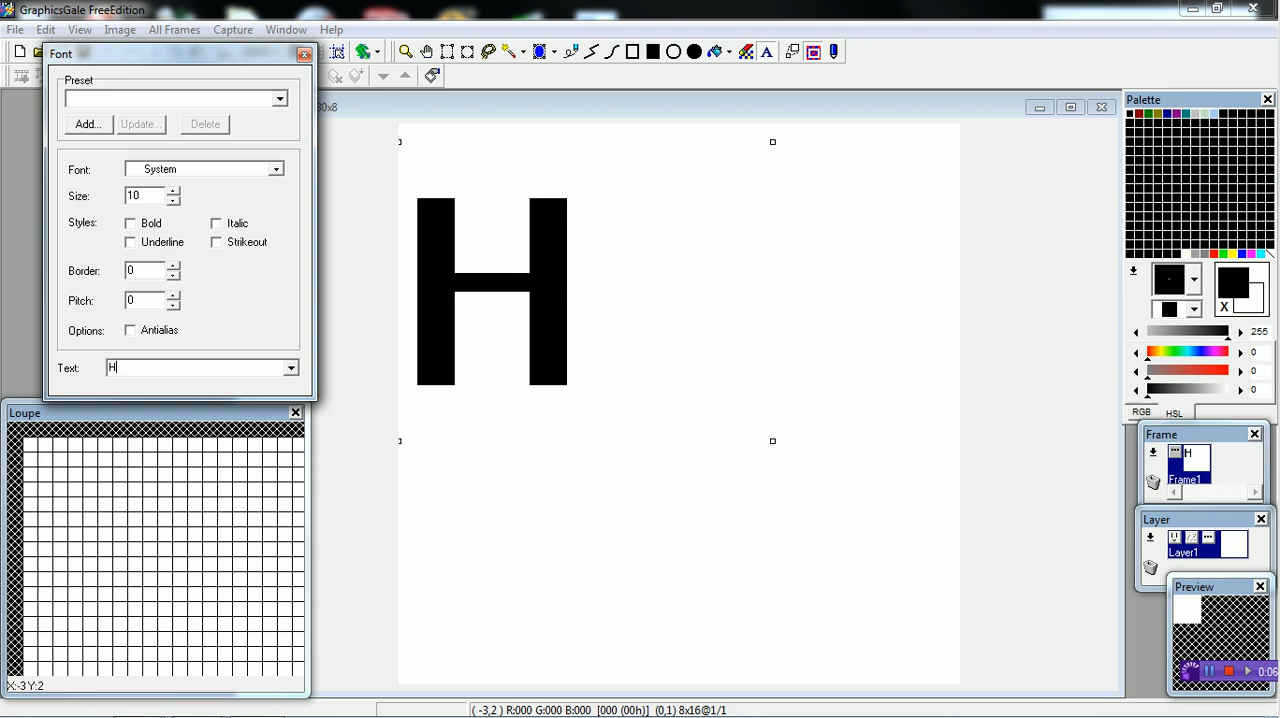 GraphicsGale FreeEdition
File Edit View Image All Frames Capture Window Help
Font
Preset
Add... Update... Delete
Font: System
Size: 10
Styles: Bold Italic
Underline Strikeout
Border: 0
Pitch: 0
Options: Antialias
Text: H
Loupe
X:-3 Y:2
0x8
H
Palette
X
255
0
0
0
RGB HSL
Frame
H
Frame1
Layer
Layer1
Preview
0:06
( -3,2 ) R:000 G:000 B:000 [000 (00h)] (0,1) 8x16@1/1